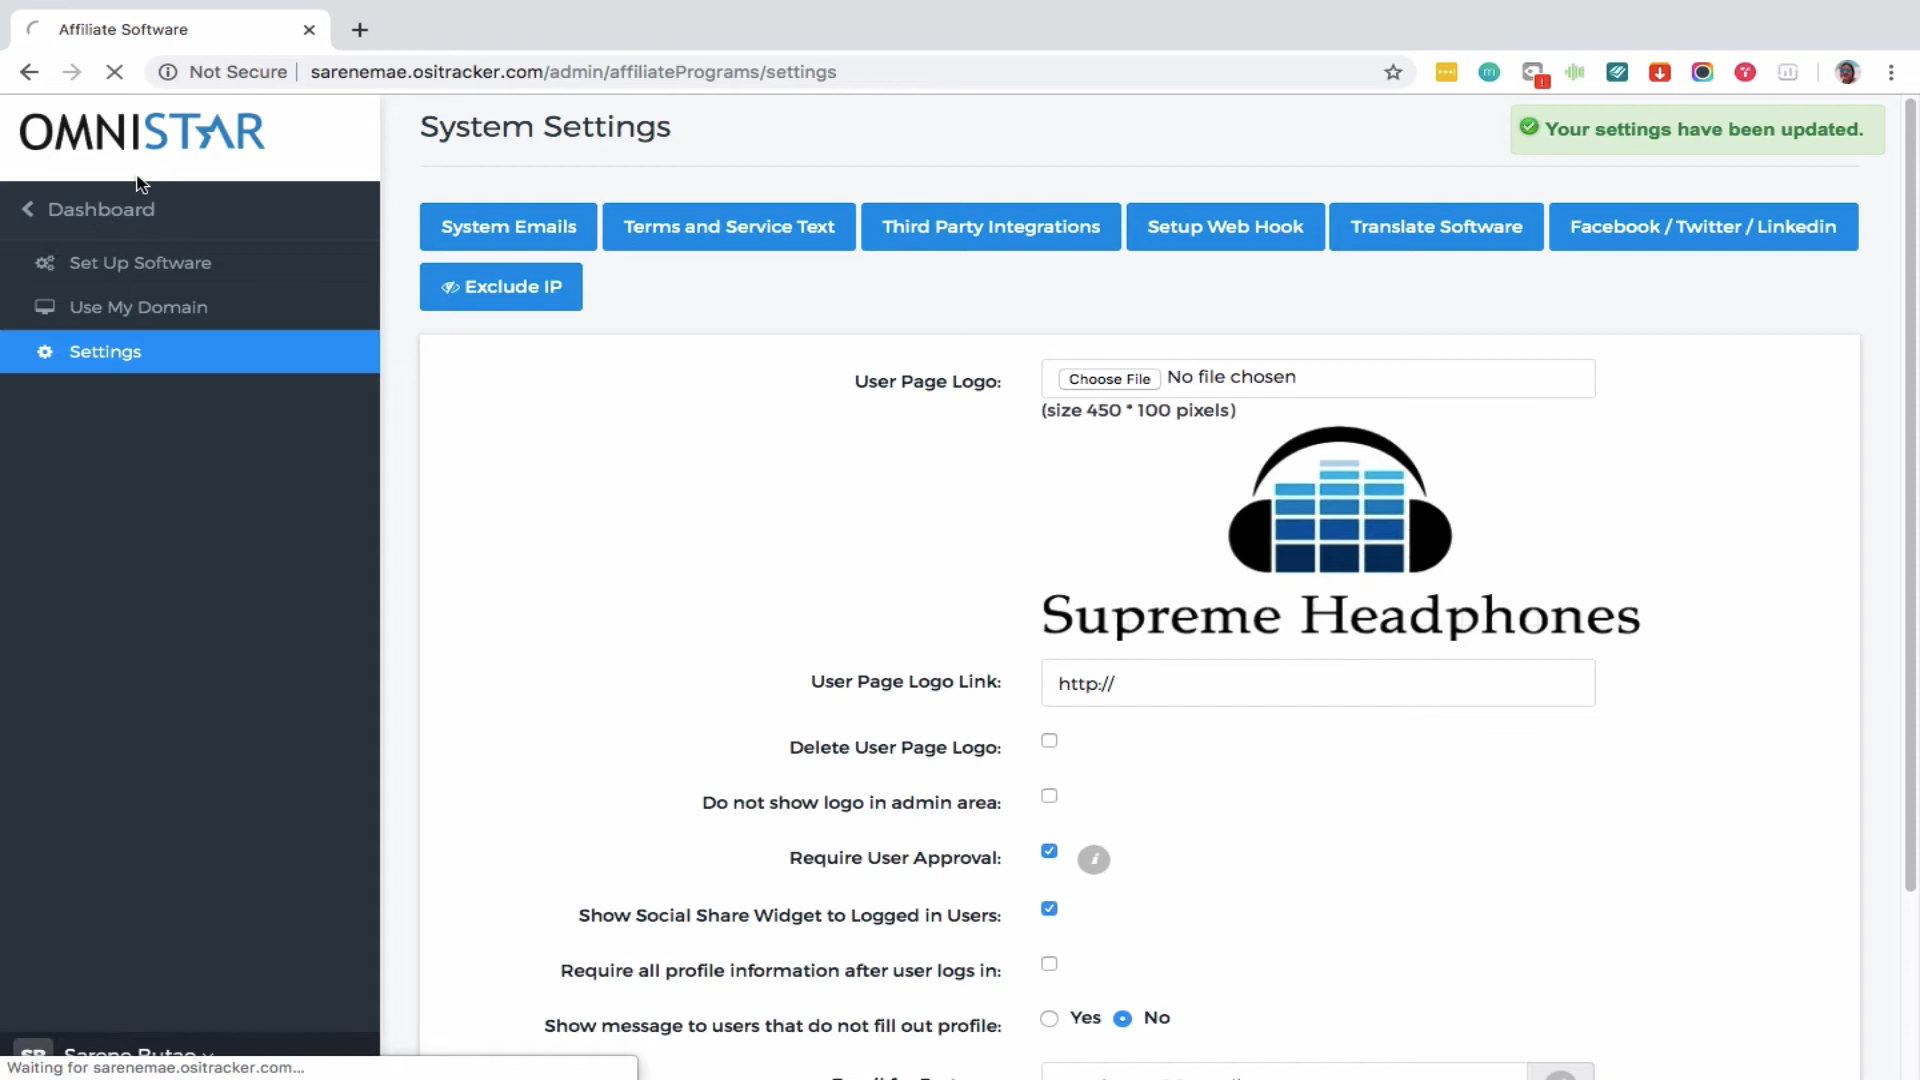 Affiliate Software
Not Secure
sarenemae.ositracker.com/admin/affiliatePrograms/settings
OMNISTAR
System Settings
Your settings have been updated.
Dashboard
Set Up Software
Use My Domain
Settings
System Emails
Terms and Service Text
Third Party Integrations
Setup Web Hook
Translate Software
Facebook / Twitter / Linkedin
Exclude IP
User Page Logo:
Choose File No file chosen
(size 450 * 100 pixels)
Supreme Headphones
User Page Logo Link:
http://
Delete User Page Logo:
Do not show logo in admin area:
Require User Approval:
Show Social Share Widget to Logged in Users:
Require all profile information after user logs in:
Show message to users that do not fill out profile:
Yes No
Waiting for sarenemae.ositracker.com...